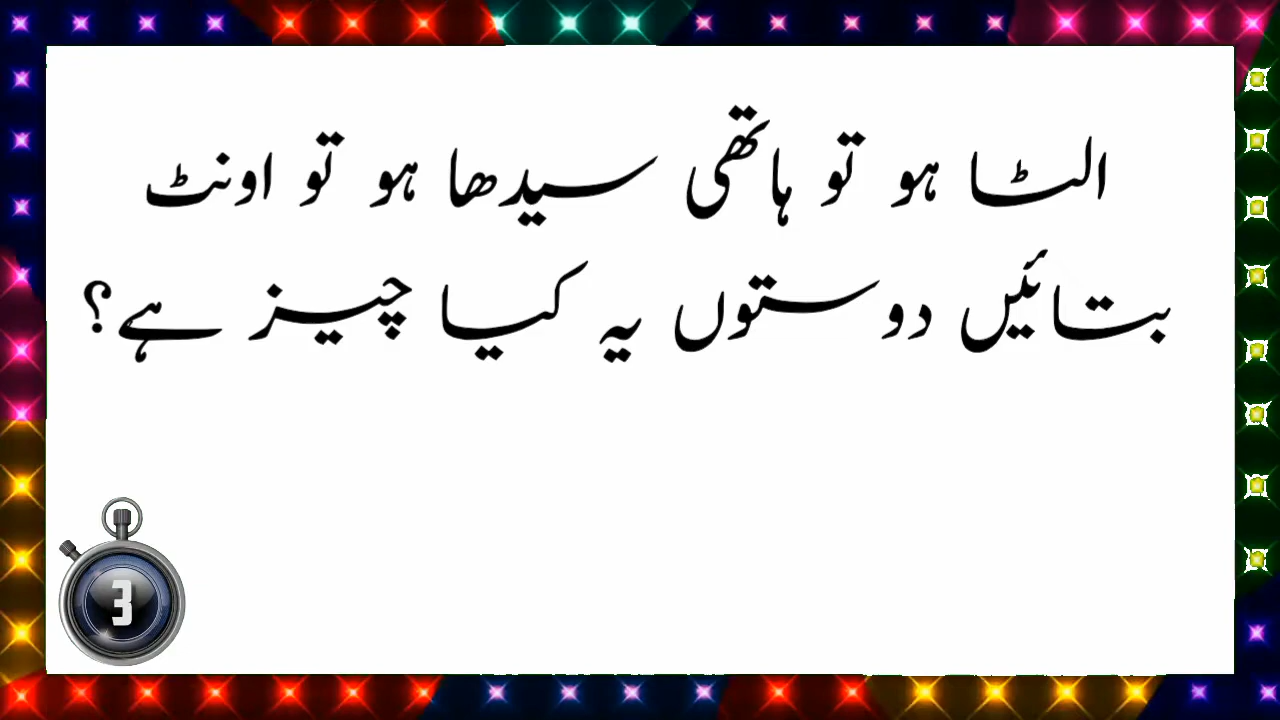 الٹا ہو تو ہاتھی سیدھا ہو تو اونٹ
بتائیں دوستوں یہ کیا چیز ہے؟
3